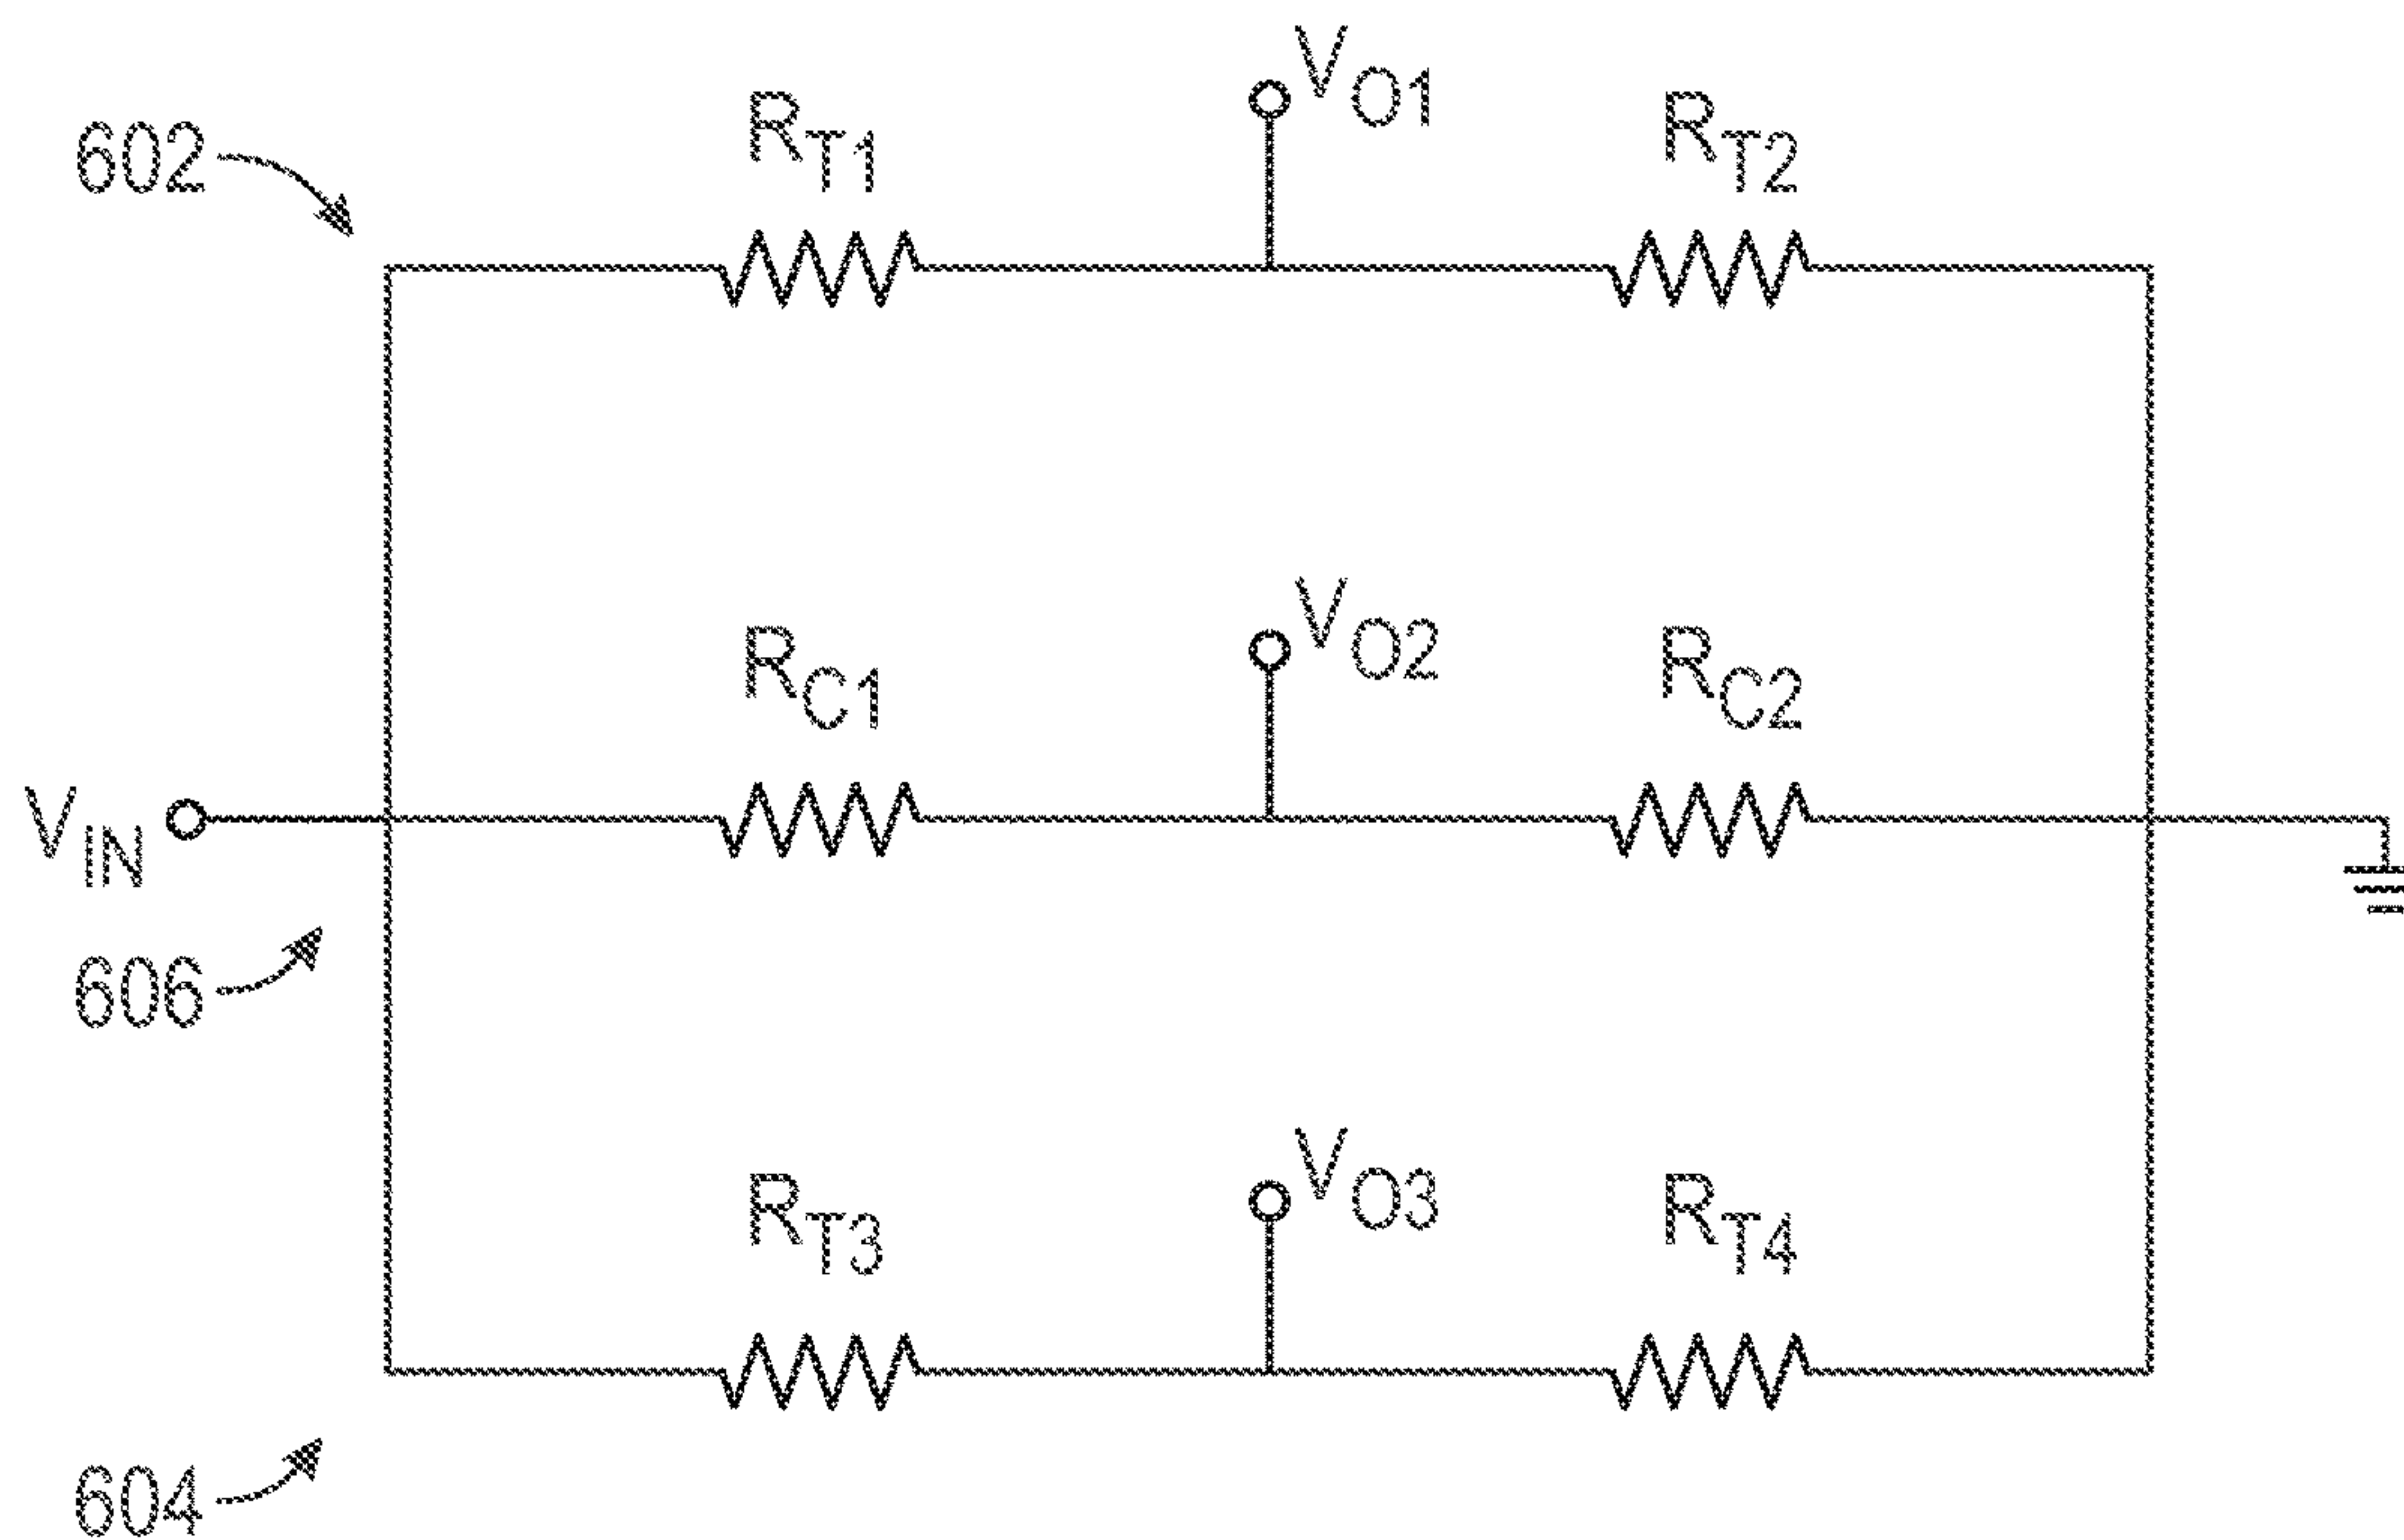 V_O1
602
R_T1
R_T2
V_O2
R_C1
R_C2
V_IN
606
V_O3
R_T3
R_T4
604